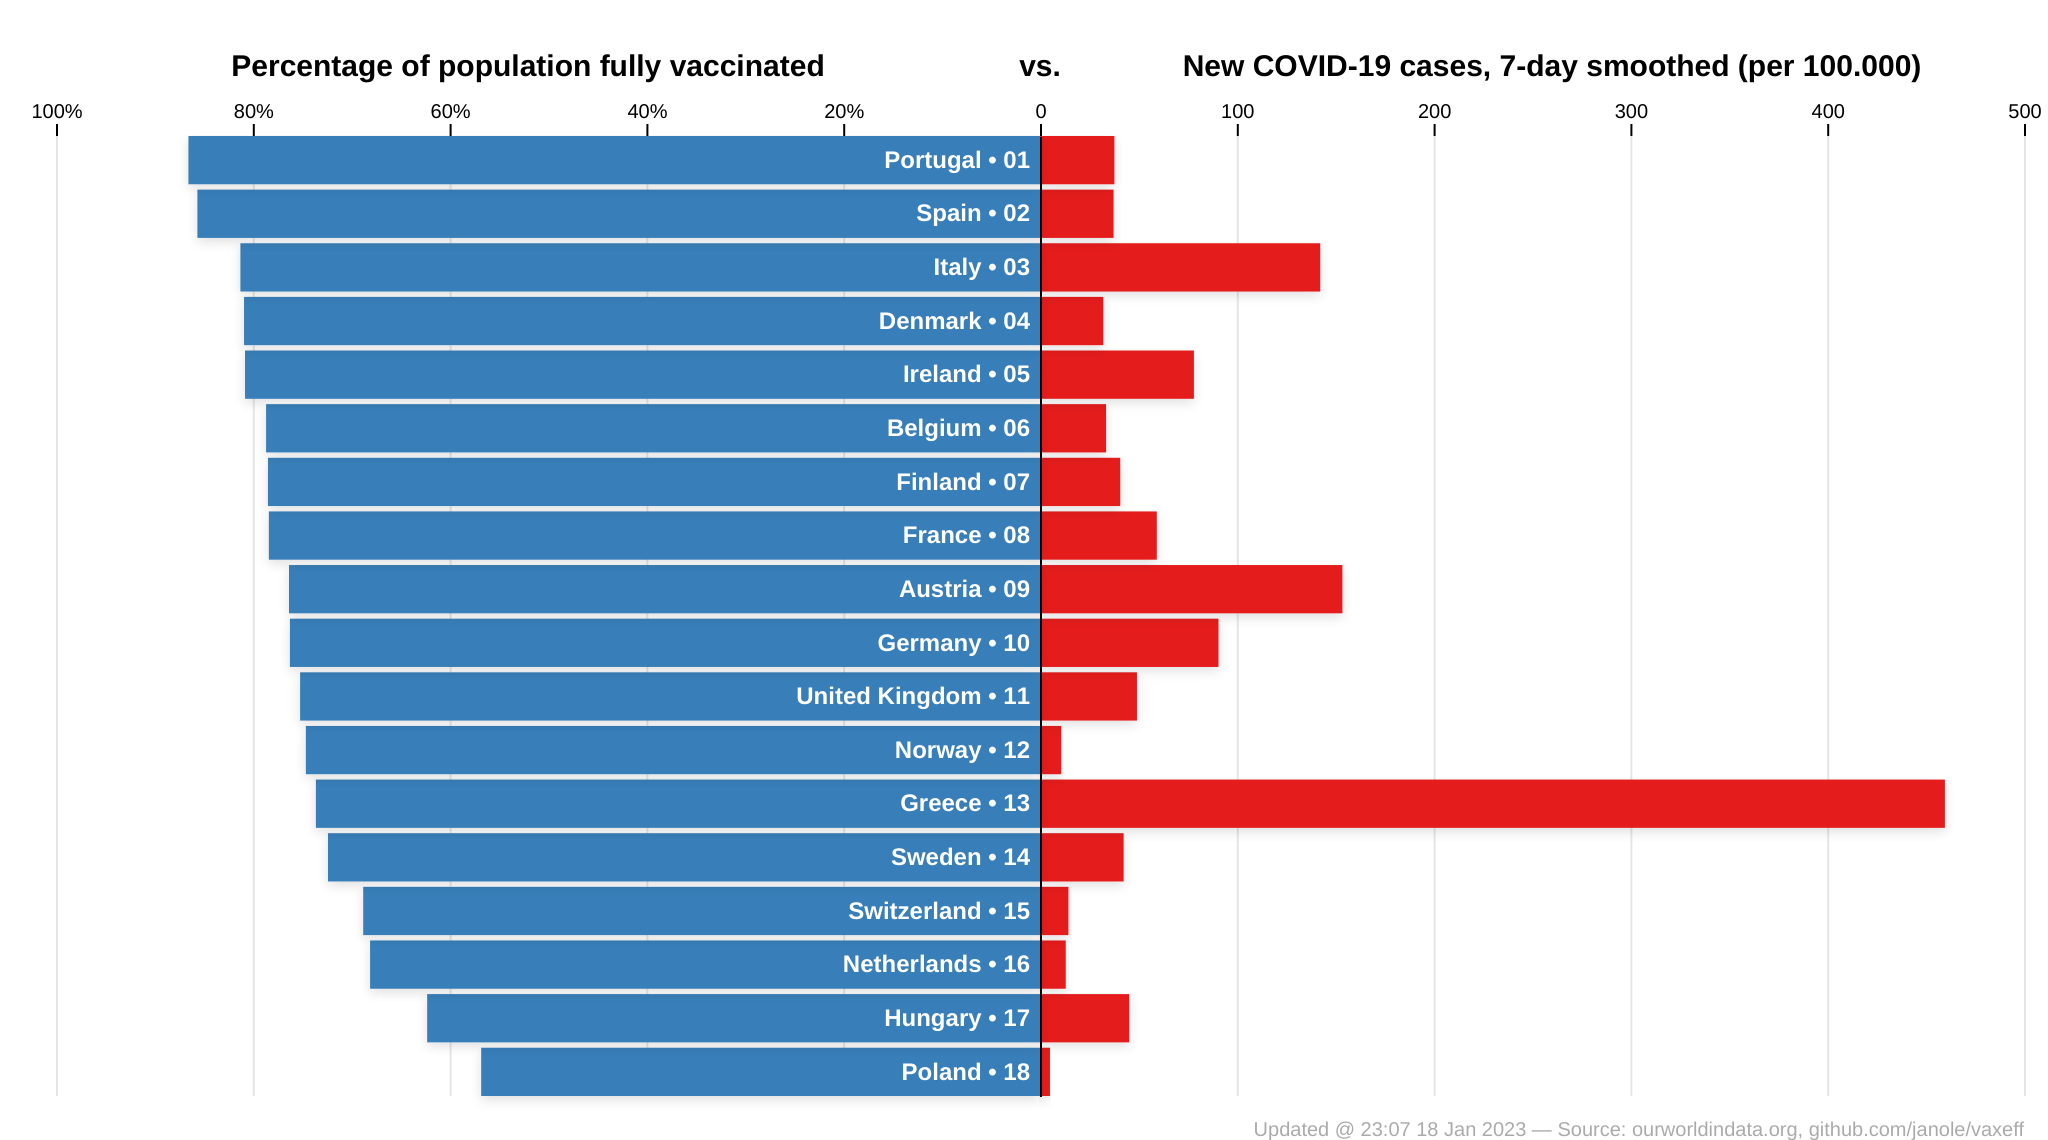 Percentage of population fully vaccinated vs. New COVID-19 cases, 7-day smoothed (per 100.000)
100% 80% 60% 40% 20% 0 100 200 300 400 500
Portugal • 01
Spain • 02
Italy • 03
Denmark • 04
Ireland • 05
Belgium • 06
Finland • 07
France • 08
Austria • 09
Germany • 10
United Kingdom • 11
Norway • 12
Greece • 13
Sweden • 14
Switzerland • 15
Netherlands • 16
Hungary • 17
Poland • 18
Updated @ 23:07 18 Jan 2023 — Source: ourworldindata.org, github.com/janole/vaxeff